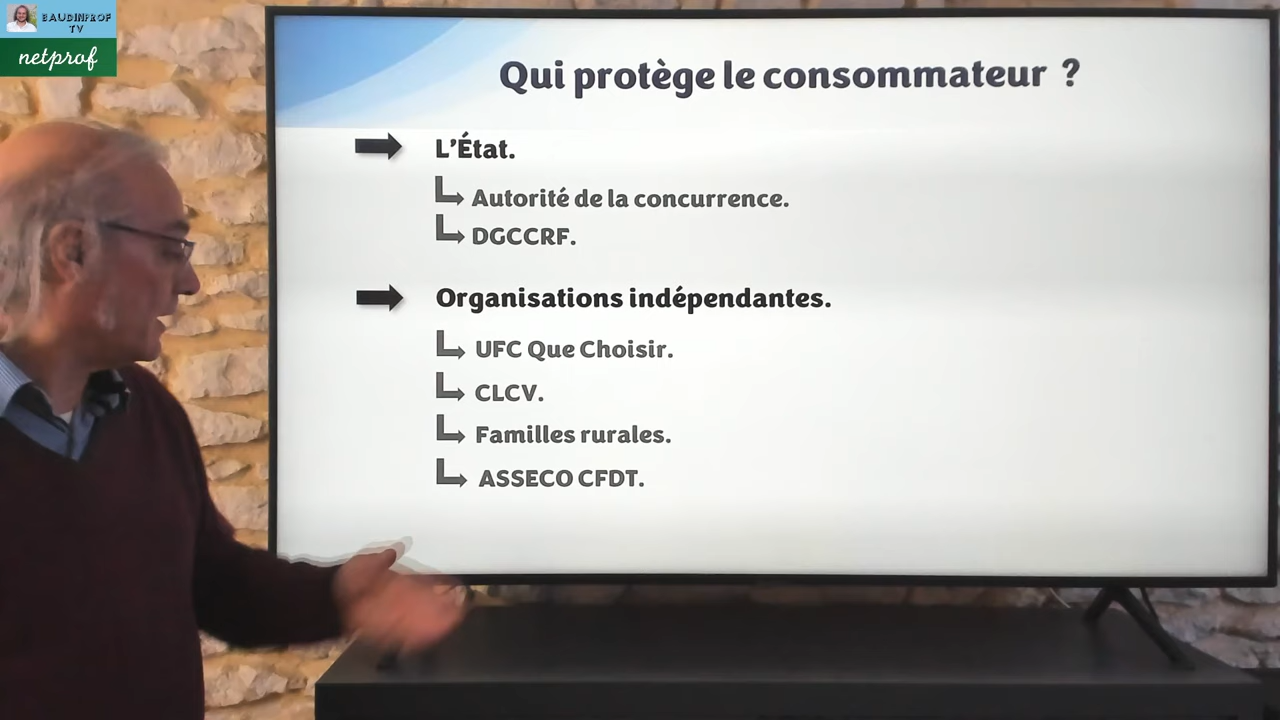 BAUDINPROF
TV
netprof
Qui protège le consommateur ?
L'État.
Autorité de la concurrence.
DGCCRF.
Organisations indépendantes.
UFC Que Choisir.
CLCV.
Familles rurales.
ASSECO CFDT.